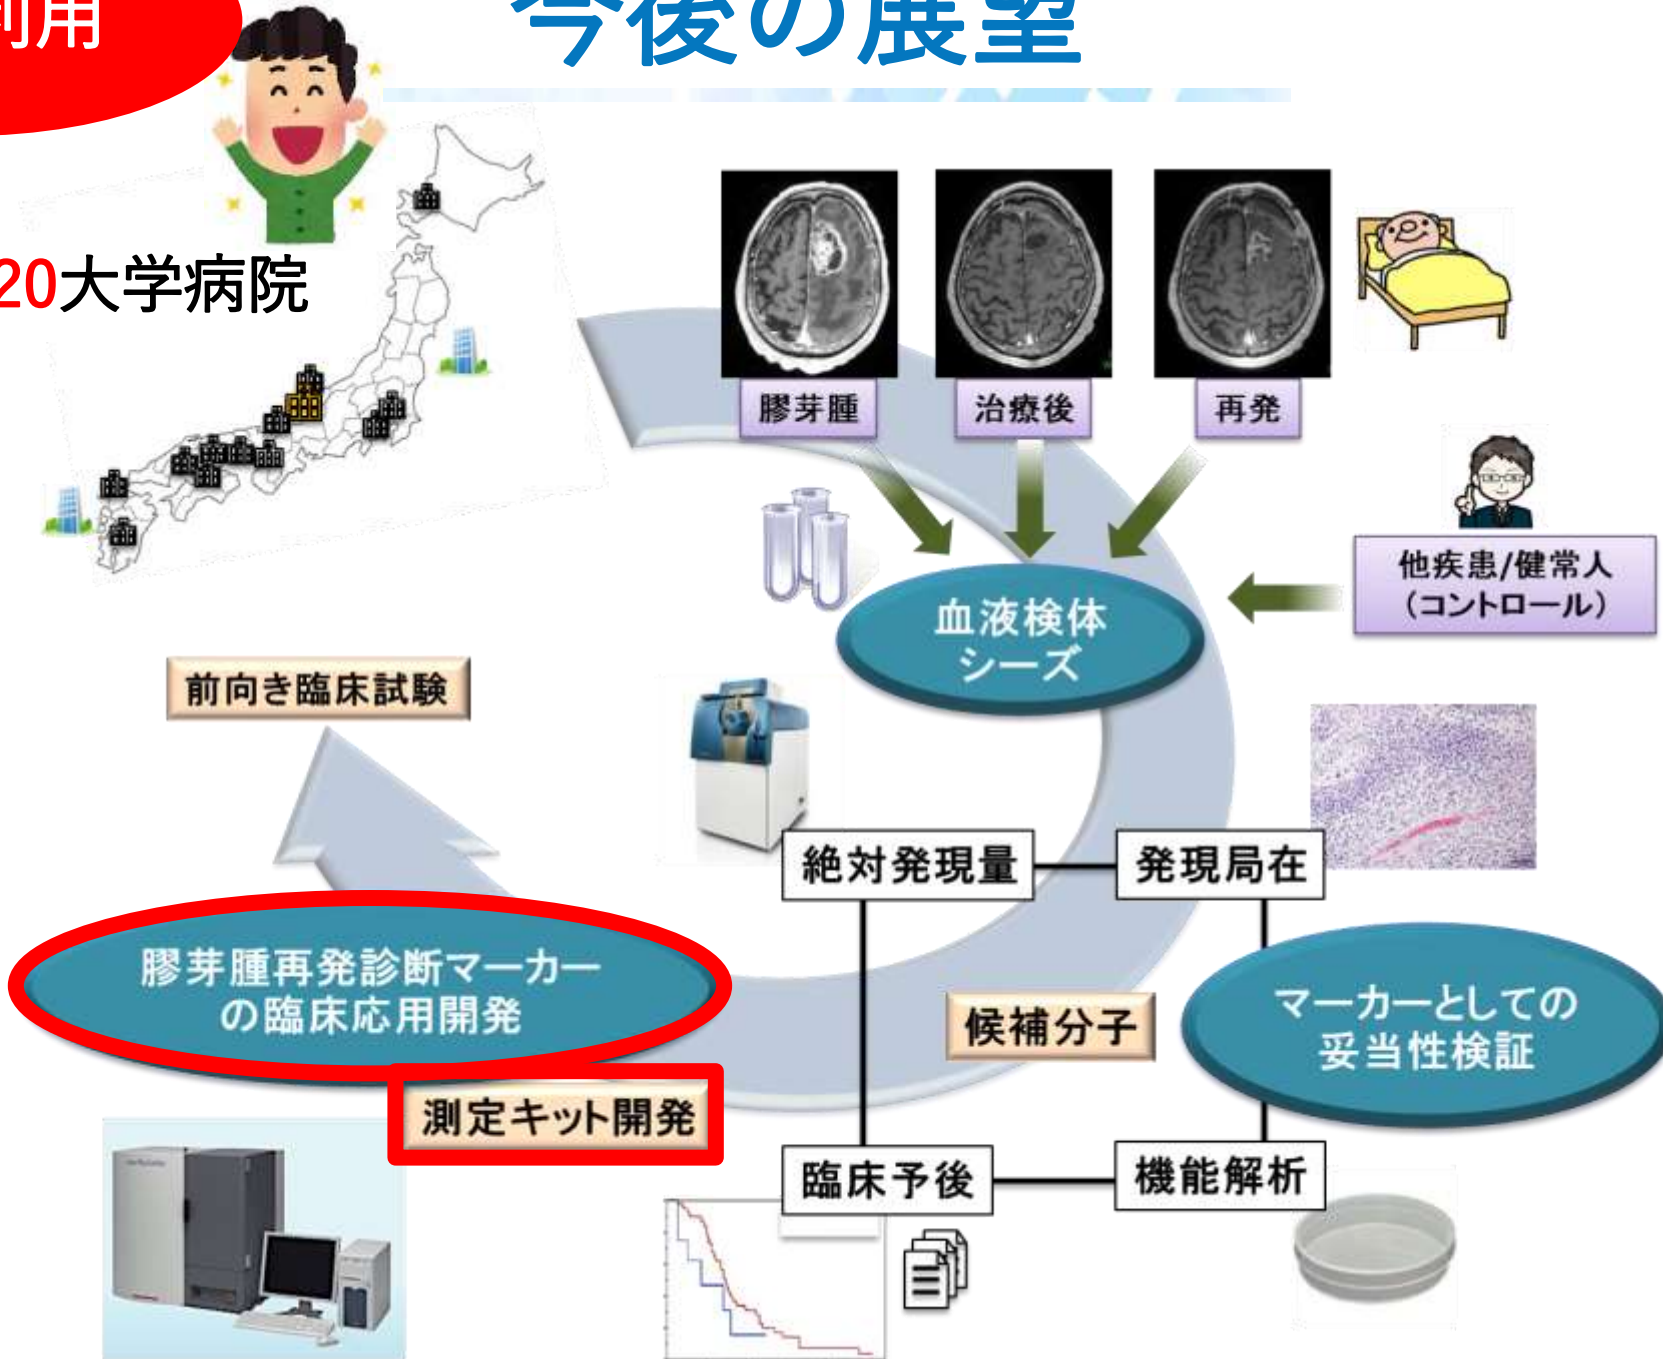 利用
今後の展望
20大学病院
膠芽腫
治療後
再発
他疾患/健常人
（コントロール）
血液検体
シーズ
前向き臨床試験
絶対発現量
発現局在
膠芽腫再発診断マーカー
の臨床応用開発
候補分子
マーカーとしての
妥当性検証
測定キット開発
臨床予後
機能解析